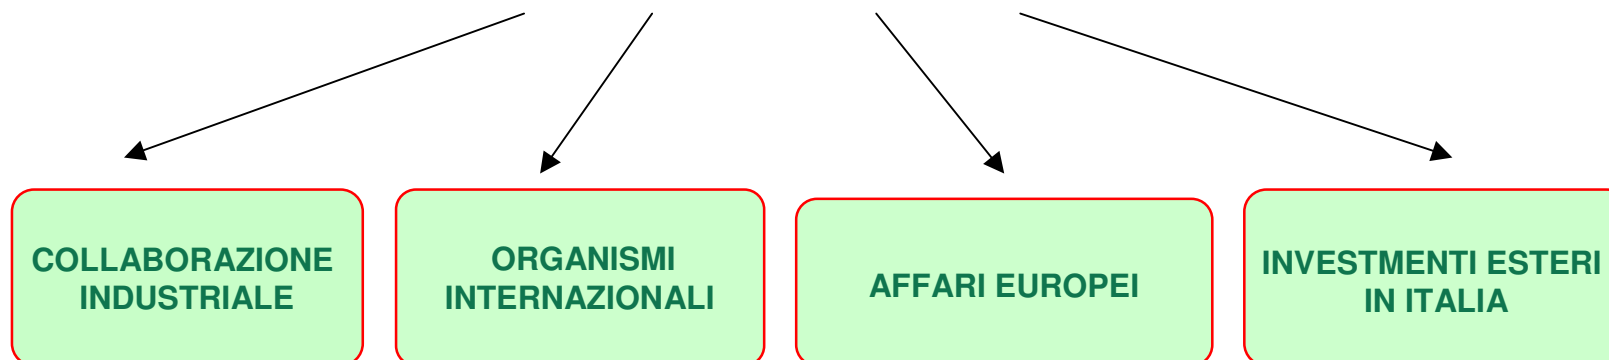 COLLABORAZIONE
INDUSTRIALE
ORGANISMI
INTERNAZIONALI
AFFARI EUROPEI
INVESTMENTI ESTERI
IN ITALIA